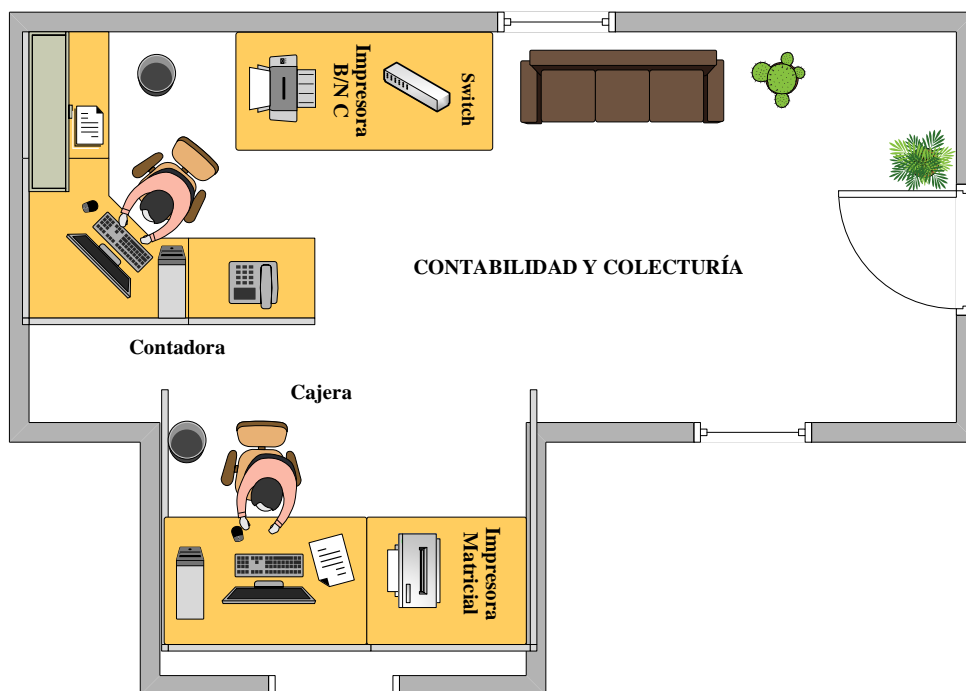 Impresora
B/N C
Switch
CONTABILIDAD Y COLECTURÍA
Contadora
Cajera
Impresora
Matricial